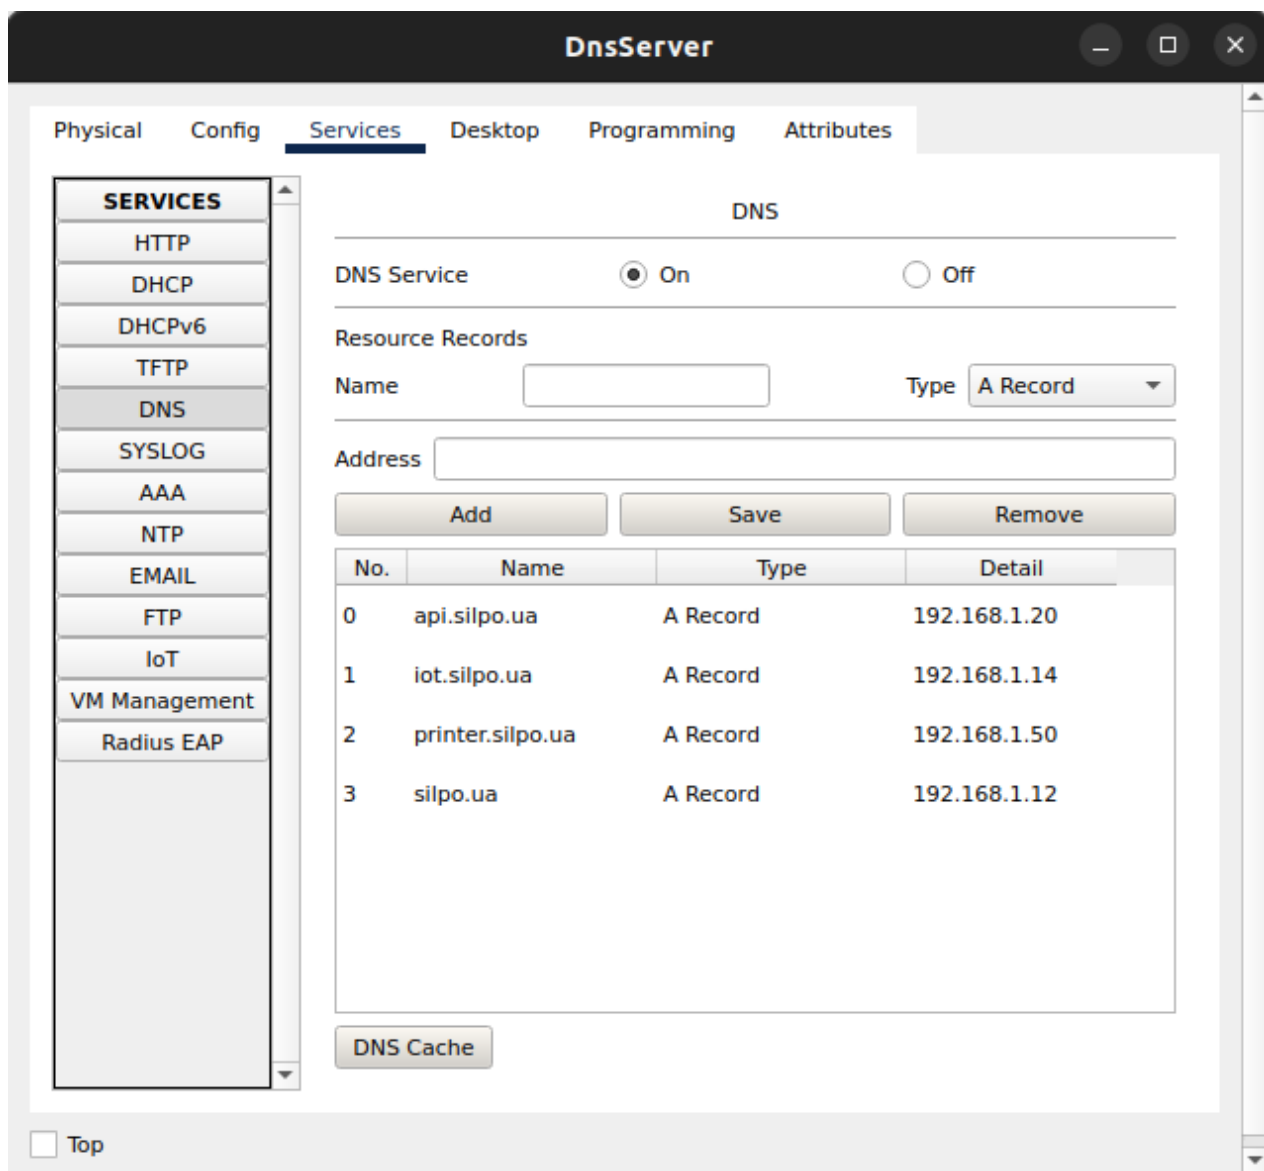 DnsServer
Physical Config Services Desktop Programming Attributes
SERVICES
HTTP
DHCP
DHCPv6
TFTP
DNS
SYSLOG
AAA
NTP
EMAIL
FTP
IoT
VM Management
Radius EAP
DNS
DNS Service On Off
Resource Records
Name Type A Record
Address
Add Save Remove
No. Name Type Detail
0 api.silpo.ua A Record 192.168.1.20
1 iot.silpo.ua A Record 192.168.1.14
2 printer.silpo.ua A Record 192.168.1.50
3 silpo.ua A Record 192.168.1.12
DNS Cache
Top